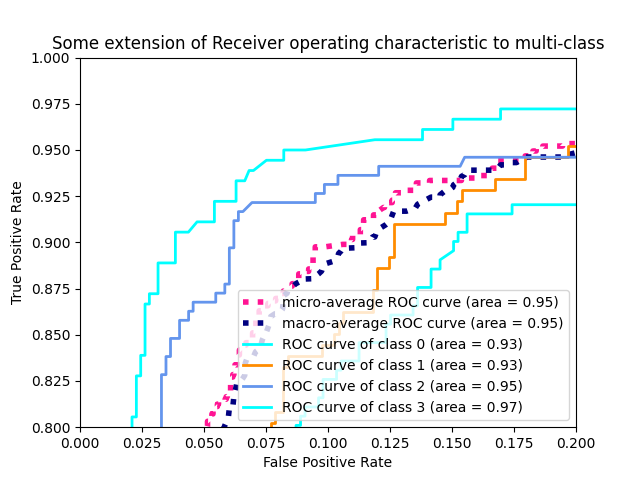 Some extension of Receiver operating characteristic to multi-class
1.000
0.975
0.950
0.925
0.900
0.875
0.850
0.825
0.800
True Positive Rate
micro-average ROC curve (area = 0.95)
macro-average ROC curve (area = 0.95)
ROC curve of class 0 (area = 0.93)
ROC curve of class 1 (area = 0.93)
ROC curve of class 2 (area = 0.95)
ROC curve of class 3 (area = 0.97)
0.000 0.025 0.050 0.075 0.100 0.125 0.150 0.175 0.200
False Positive Rate